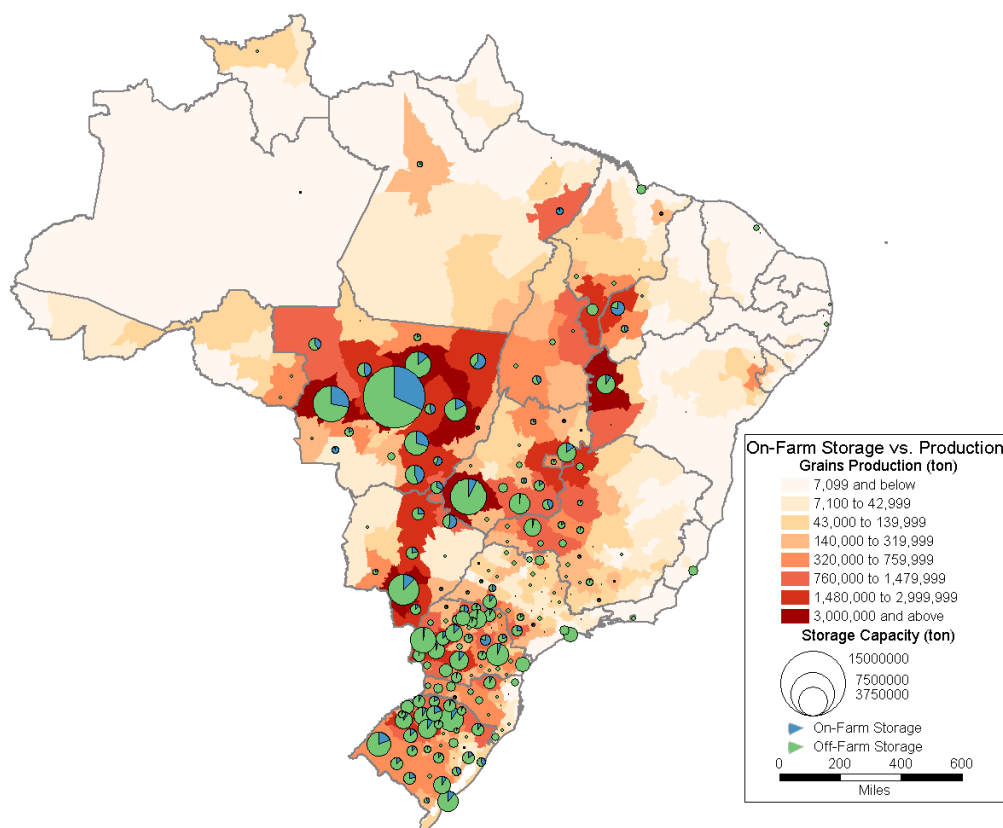 On-Farm Storage vs. Production
Grains Production (ton)
7,099 and below
7,100 to 42,999
43,000 to 139,999
140,000 to 319,999
320,000 to 759,999
760,000 to 1,479,999
1,480,000 to 2,999,999
3,000,000 and above
Storage Capacity (ton)
15000000
7500000
3750000
On-Farm Storage
Off-Farm Storage
0 200 400 600
Miles